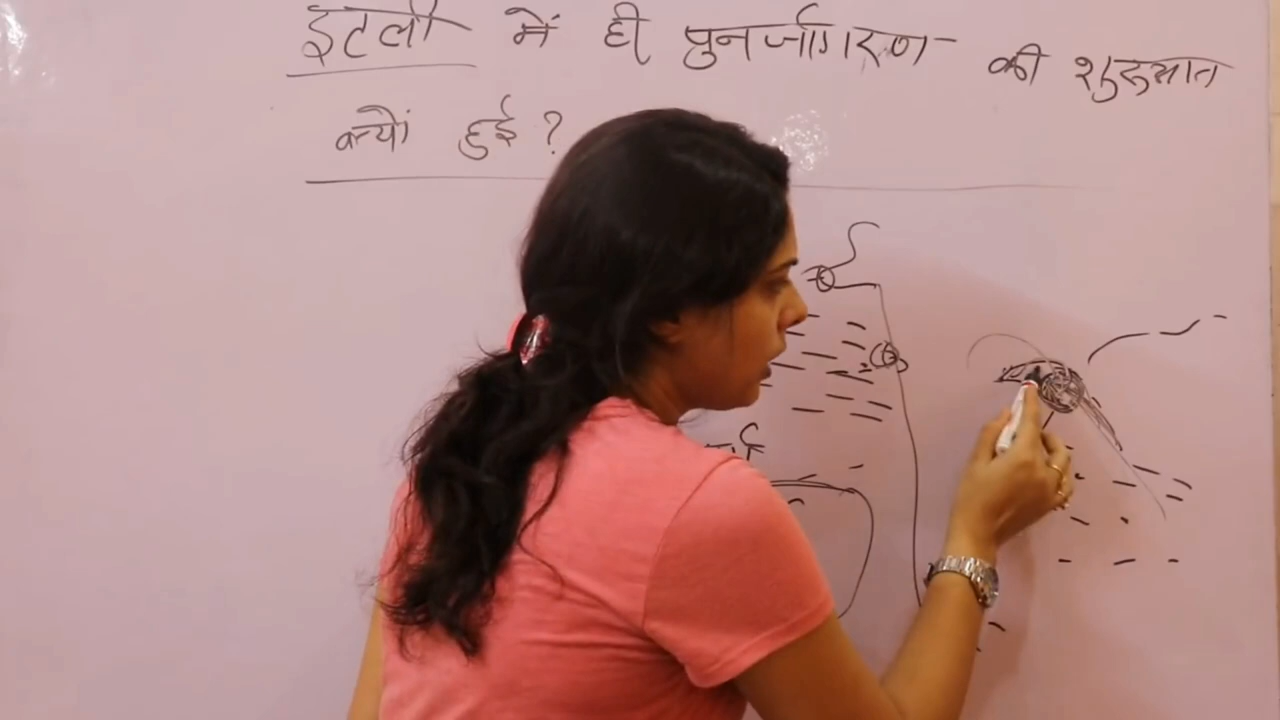 इटली में ही पुनर्जागरण की शुरुआत
क्यों हुई?